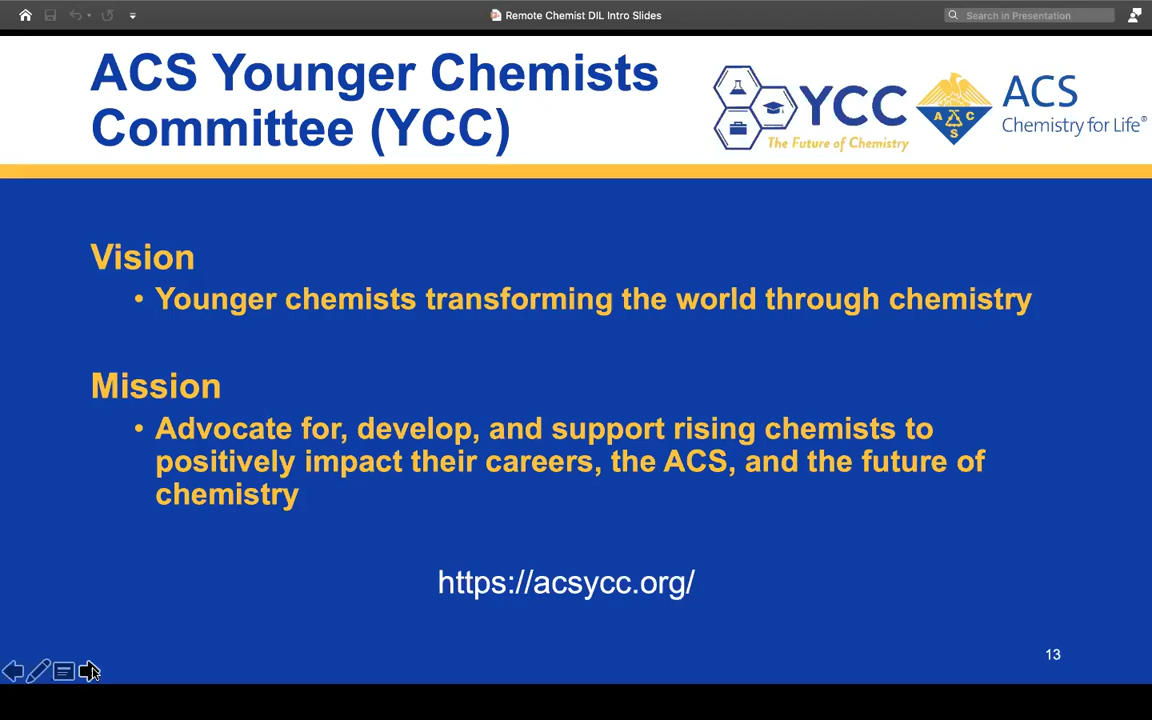 Remote Chemist DIL Intro Slides
Search in Presentation
ACS Younger Chemists
Committee (YCC)
YCC
The Future of Chemistry
A C S
ACS
Chemistry for Life®
Vision
• Younger chemists transforming the world through chemistry
Mission
• Advocate for, develop, and support rising chemists to
positively impact their careers, the ACS, and the future of
chemistry
https://acsycc.org/
13